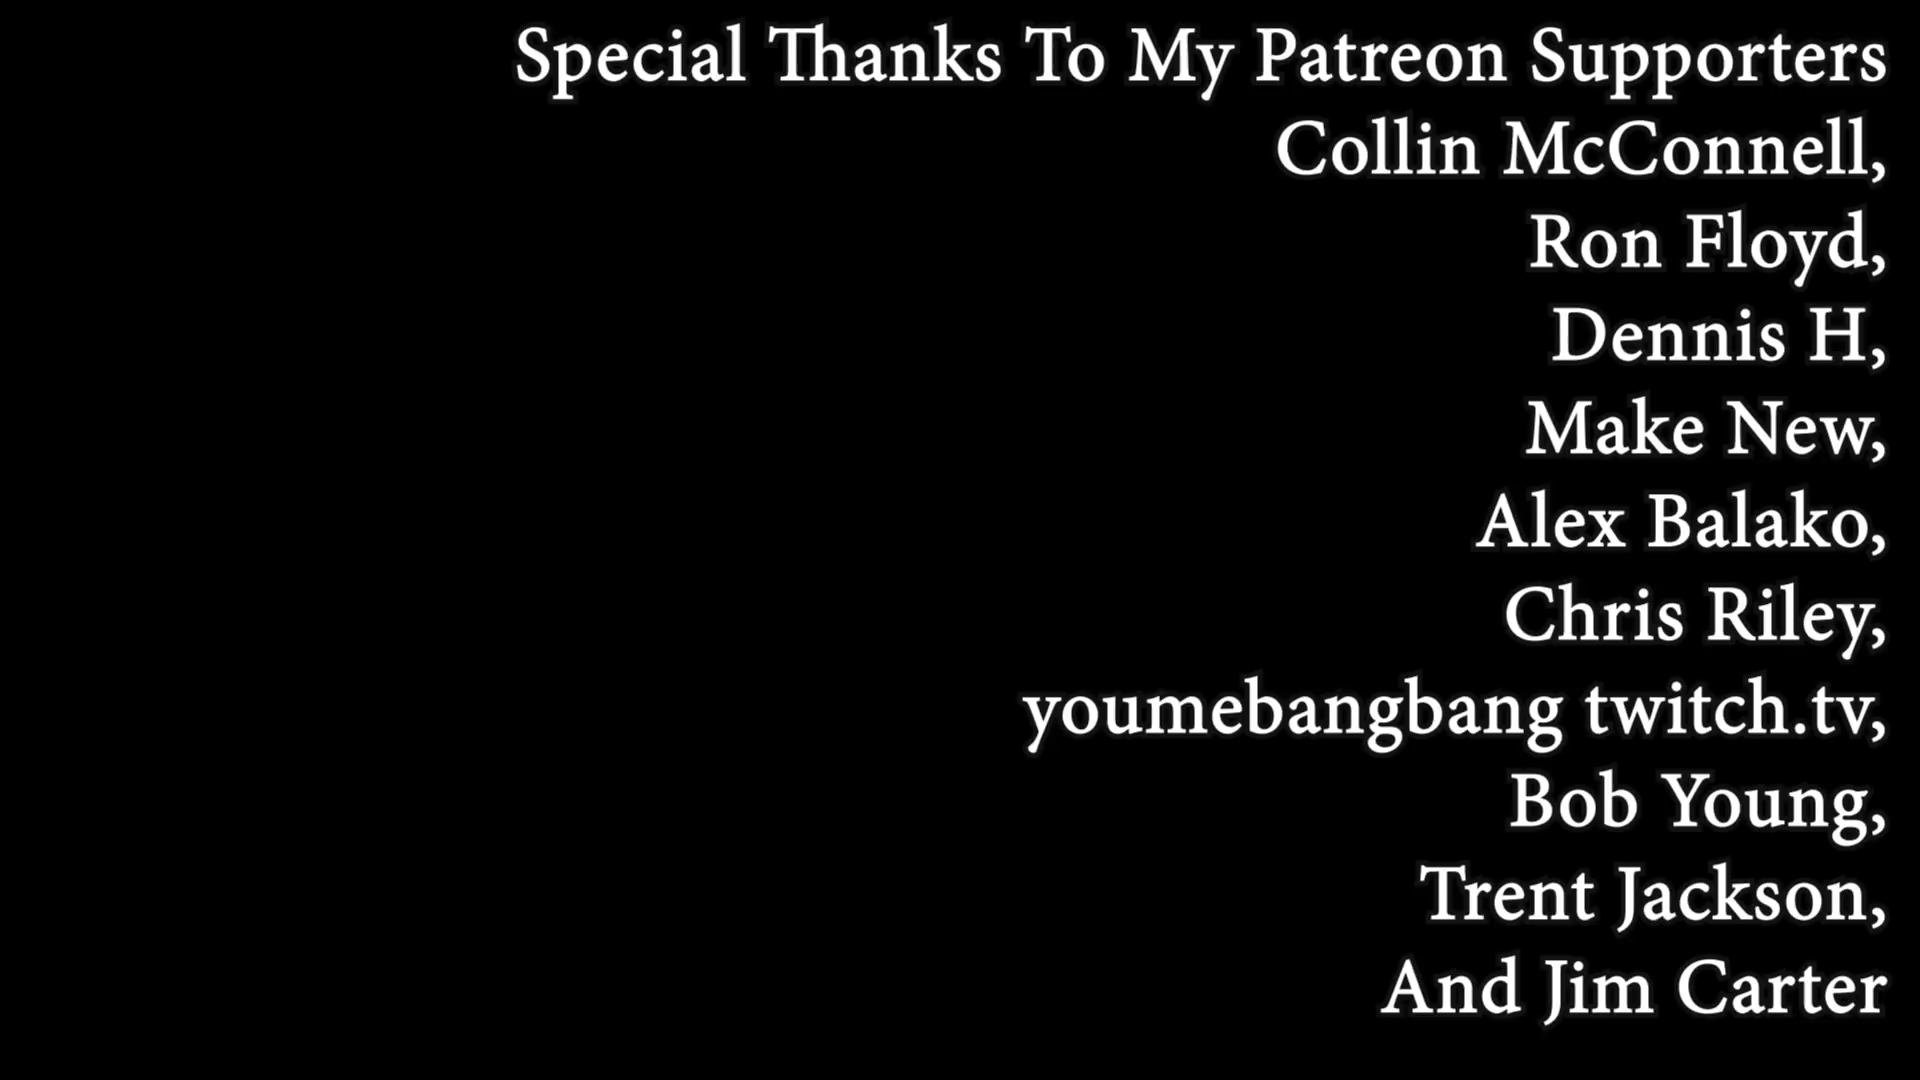 Special Thanks To My Patreon Supporters
Collin McConnell,
Ron Floyd,
Dennis H,
Make New,
Alex Balako,
Chris Riley,
youmebangbang twitch.tv,
Bob Young,
Trent Jackson,
And Jim Carter